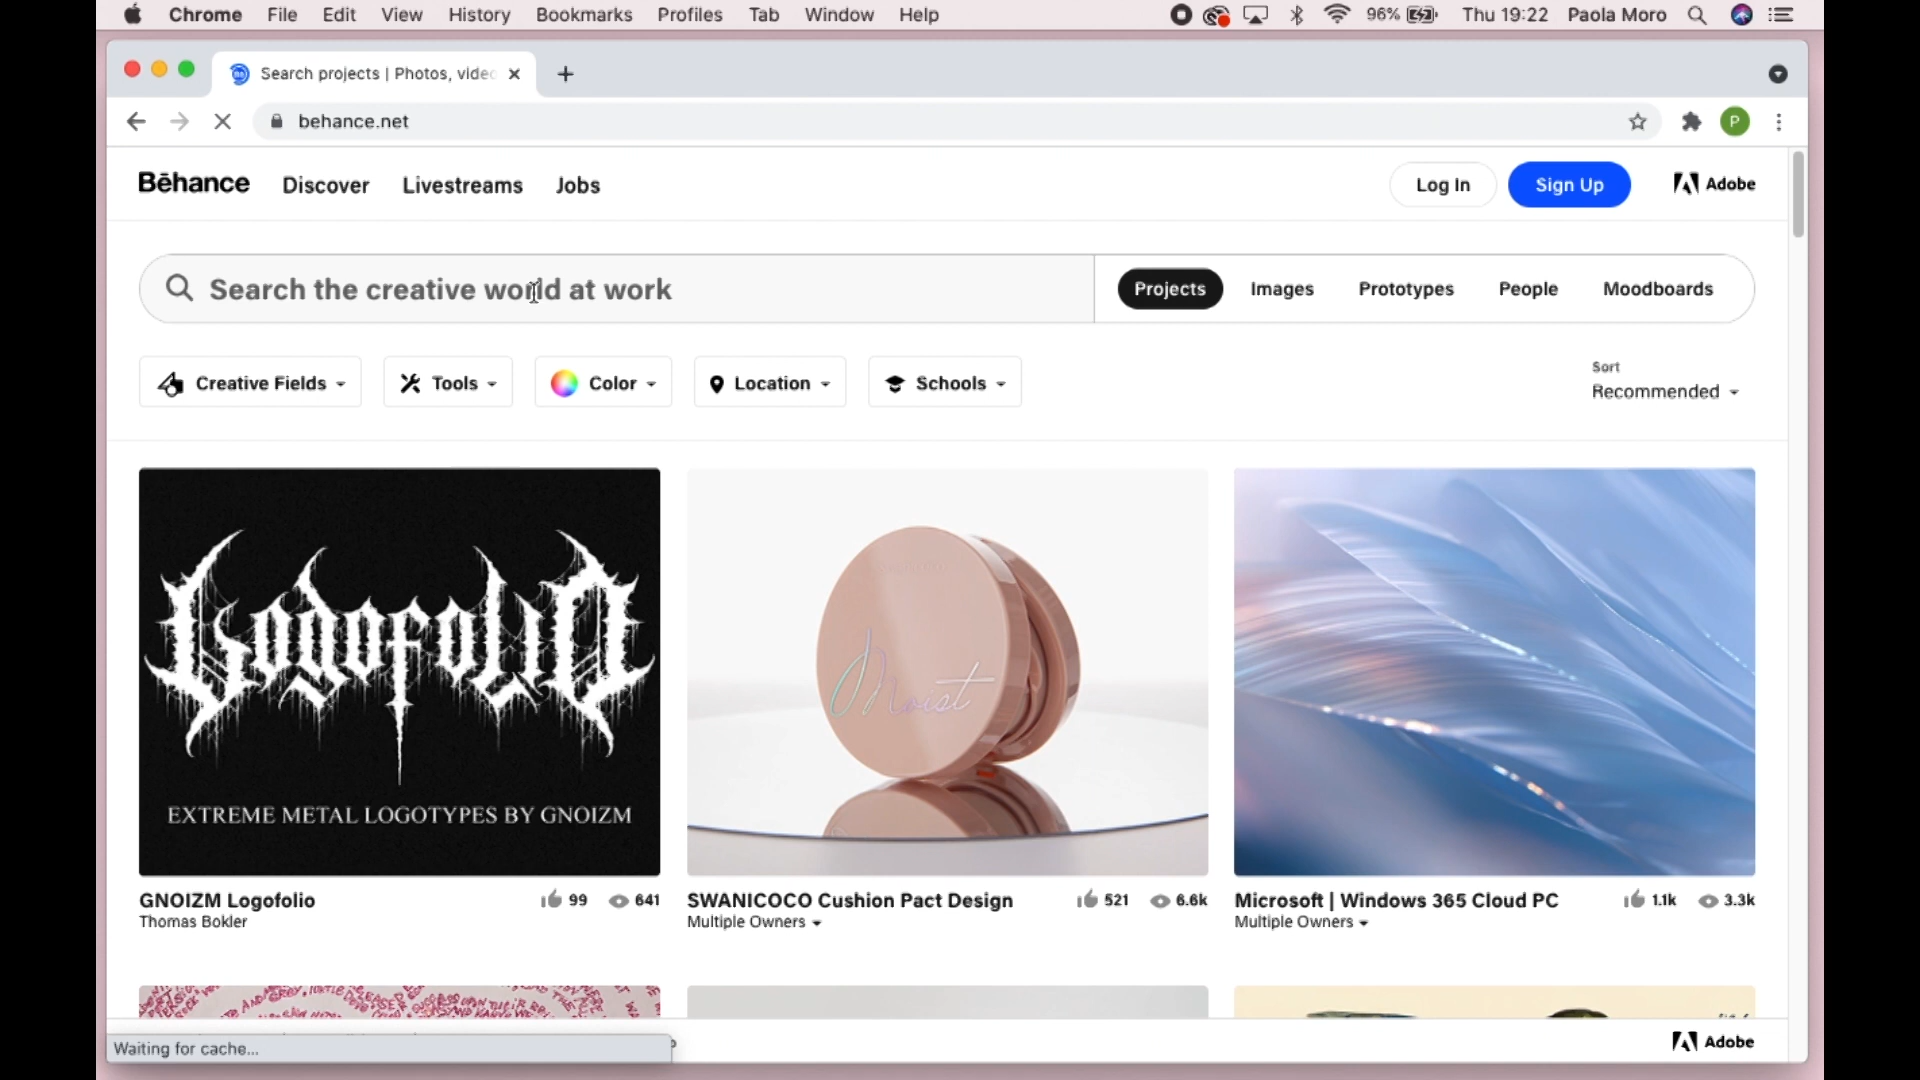 Chrome File Edit View History Bookmarks Profiles Tab Window Help 96% Thu 19:22 Paola Moro
Search projects | Photos, video
behance.net P
Bēhance Discover Livestreams Jobs Log In Sign Up Adobe
Search the creative world at work Projects Images Prototypes People Moodboards
Creative Fields Tools Color Location Schools Sort
Recommended
Logofolio
EXTREME METAL LOGOTYPES BY GNOIZM
Moist
GNOIZM Logofolio 99 641
Thomas Bokler
SWANICOCO Cushion Pact Design 521 6.6k
Multiple Owners
Microsoft | Windows 365 Cloud PC 1.1k 3.3k
Multiple Owners
Waiting for cache...
Adobe